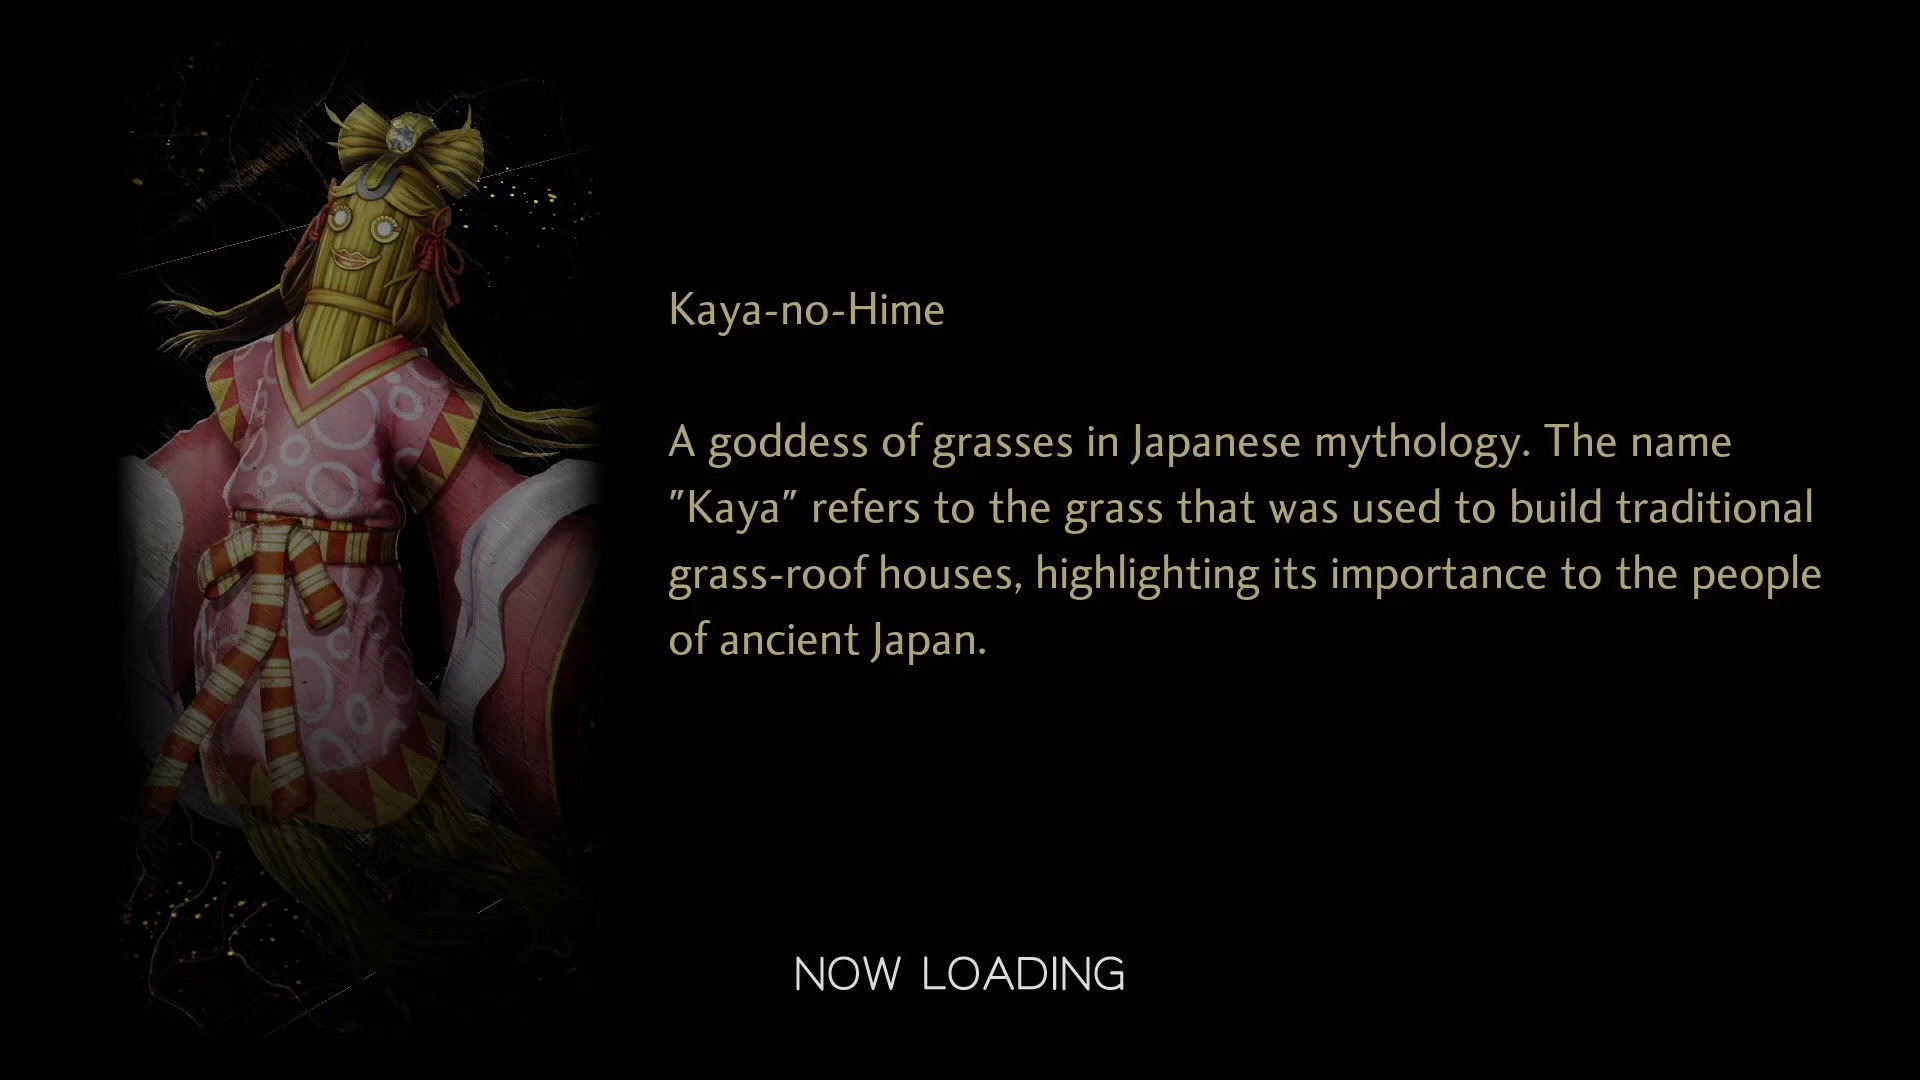 Kaya-no-Hime
A goddess of grasses in Japanese mythology. The name
"Kaya" refers to the grass that was used to build traditional
grass-roof houses, highlighting its importance to the people
of ancient Japan.
NOW LOADING